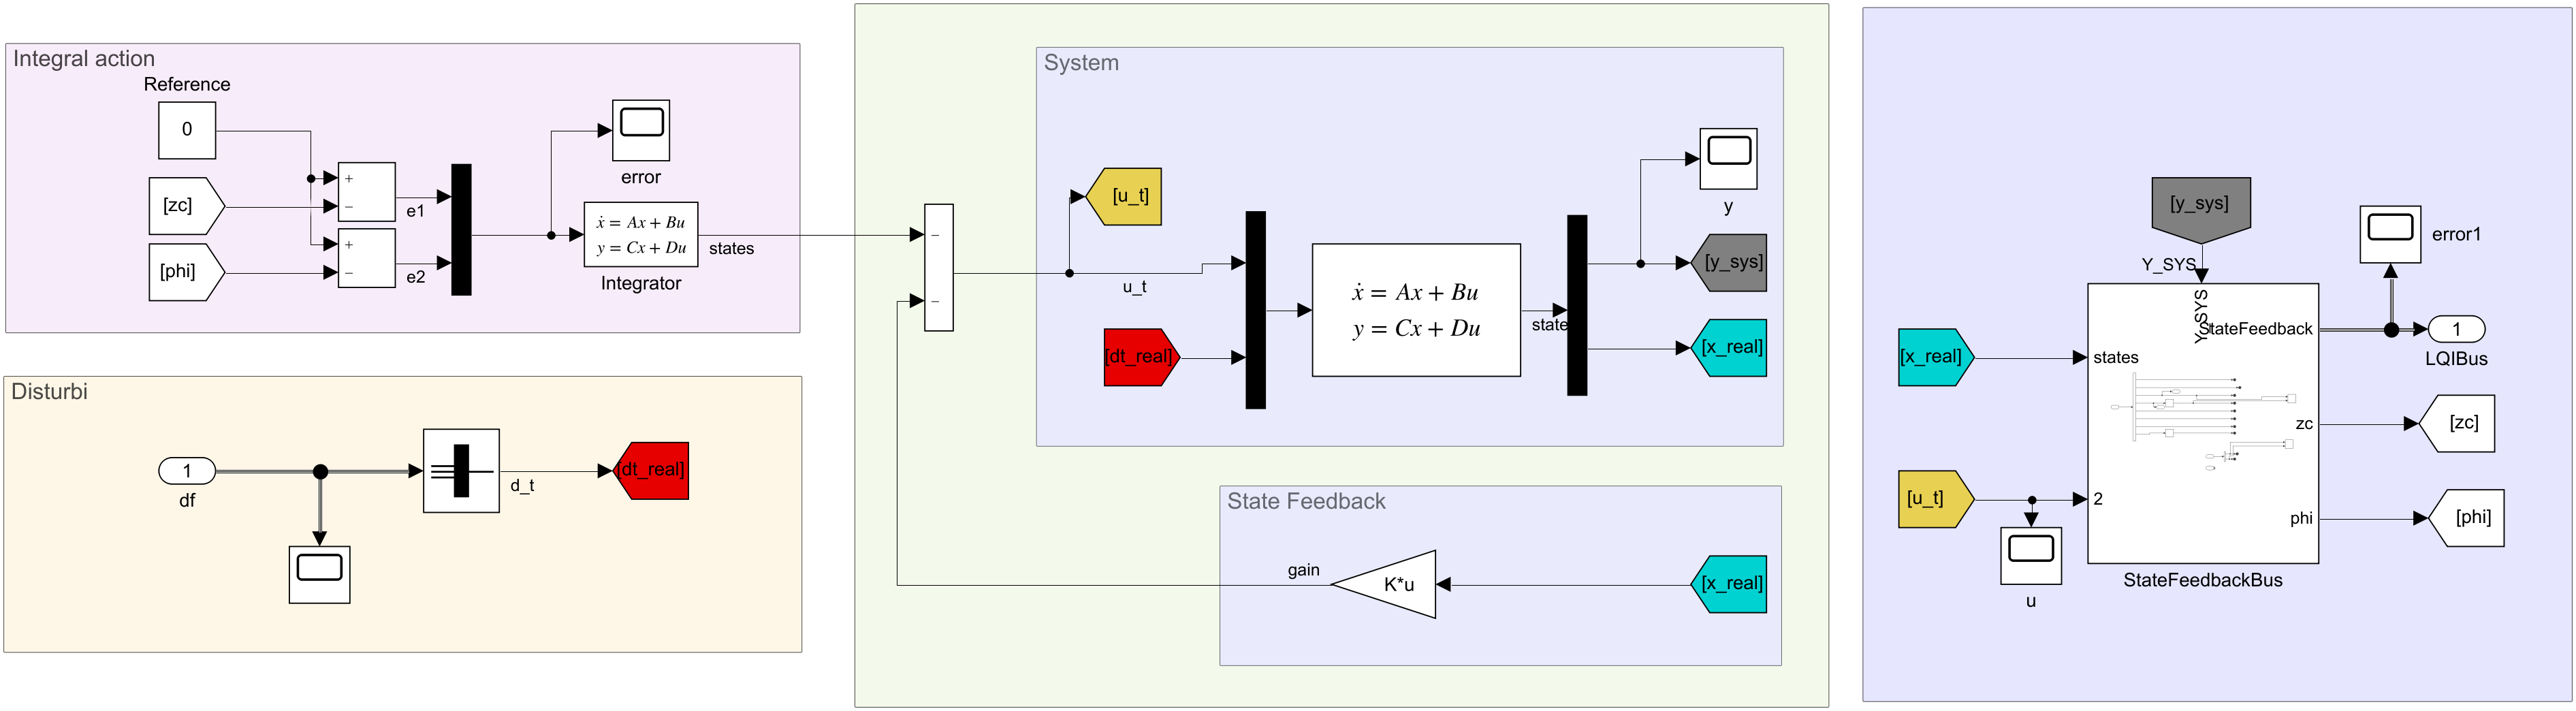 Integral action
Reference
0
[zc]
[phi]
+
−
+
−
e1
e2
error
ẋ = Ax + Bu
y = Cx + Du
Integrator
states
Disturbi
1
df
d_t
[dt_real]
−
−
System
[u_t]
u_t
[dt_real]
ẋ = Ax + Bu
y = Cx + Du
state
y
[y_sys]
[x_real]
State Feedback
gain
K*u
[x_real]
[y_sys]
Y_SYS
Y_SYS
[x_real]
states
[u_t]
2
u
StateFeedback
zc
phi
StateFeedbackBus
error1
1
LQIBus
[zc]
[phi]